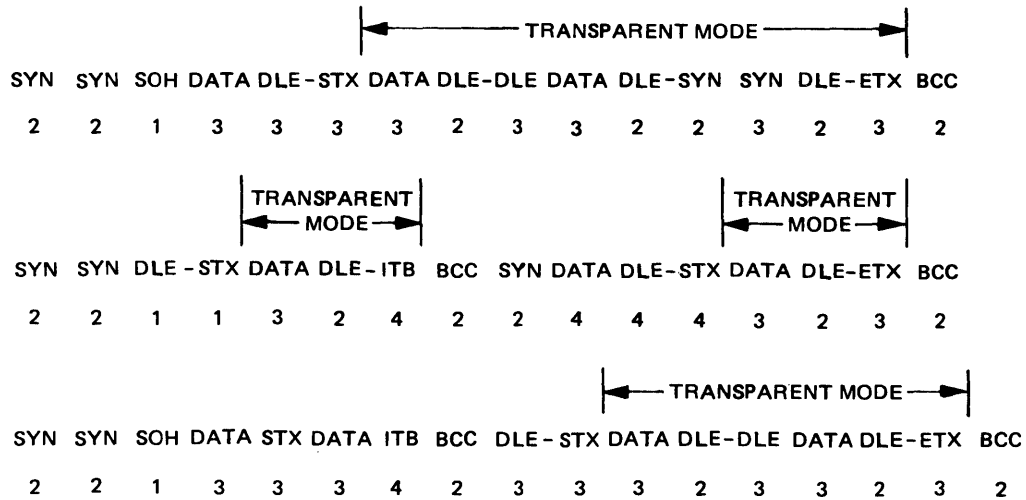 TRANSPARENT MODE
SYN SYN SOH DATA DLE-STX DATA DLE-DLE DATA DLE-SYN SYN DLE-ETX BCC
2 2 1 3 3 3 3 2 3 3 2 2 3 2 3 2
TRANSPARENT MODE TRANSPARENT MODE
SYN SYN DLE-STX DATA DLE-ITB BCC SYN DATA DLE-STX DATA DLE-ETX BCC
2 2 1 1 3 2 4 2 2 4 4 4 3 2 3 2
TRANSPARENT MODE
SYN SYN SOH DATA STX DATA ITB BCC DLE-STX DATA DLE-DLE DATA DLE-ETX BCC
2 2 1 3 3 3 4 2 3 3 3 2 3 3 2 3 2